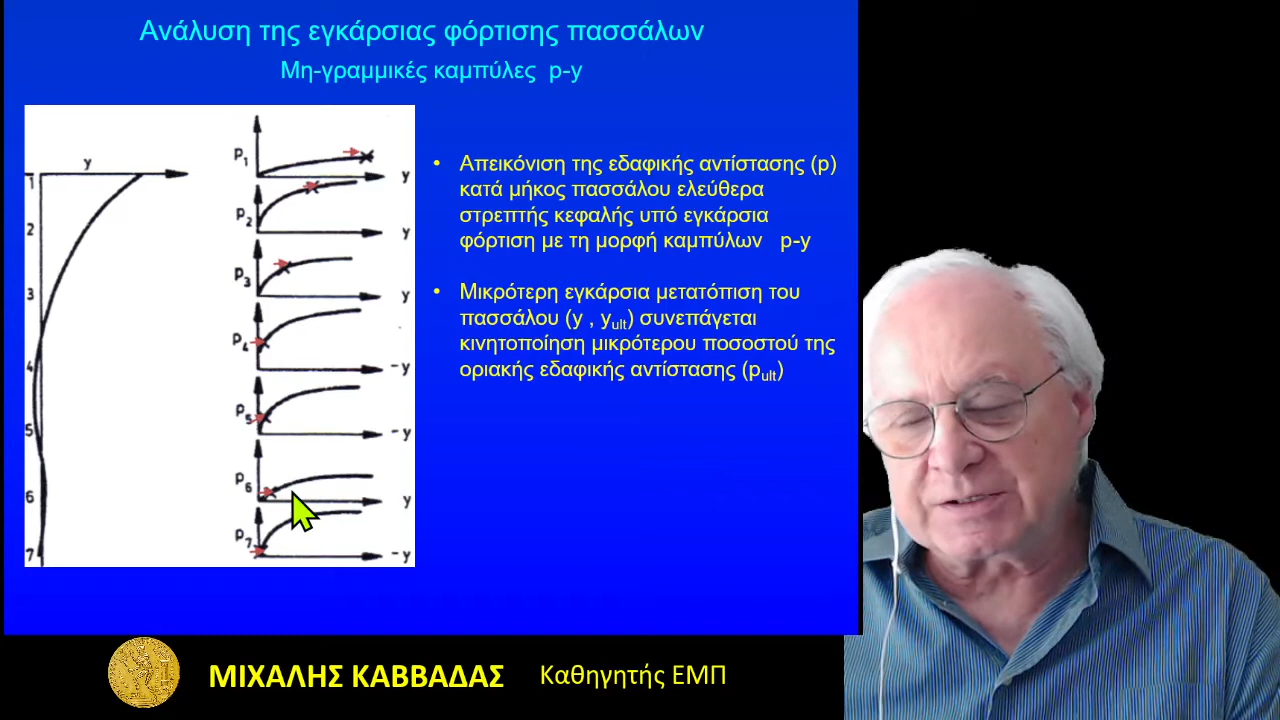 Ανάλυση της εγκάρσιας φόρτισης πασσάλων
Μη-γραμμικές καμπύλες p-y
y
1
2
3
4
5
6
7
P1
y
P2
y
P3
y
P4
-y
P5
-y
P6
y
P7
-y
• Απεικόνιση της εδαφικής αντίστασης (p)
κατά μήκος πασσάλου ελεύθερα
στρεπτής κεφαλής υπό εγκάρσια
φόρτιση με τη μορφή καμπύλων p-y
• Μικρότερη εγκάρσια μετατόπιση του
πασσάλου (y , yult) συνεπάγεται
κινητοποίηση μικρότερου ποσοστού της
οριακής εδαφικής αντίστασης (pult)
ΜΙΧΑΛΗΣ ΚΑΒΒΑΔΑΣ Καθηγητής ΕΜΠ